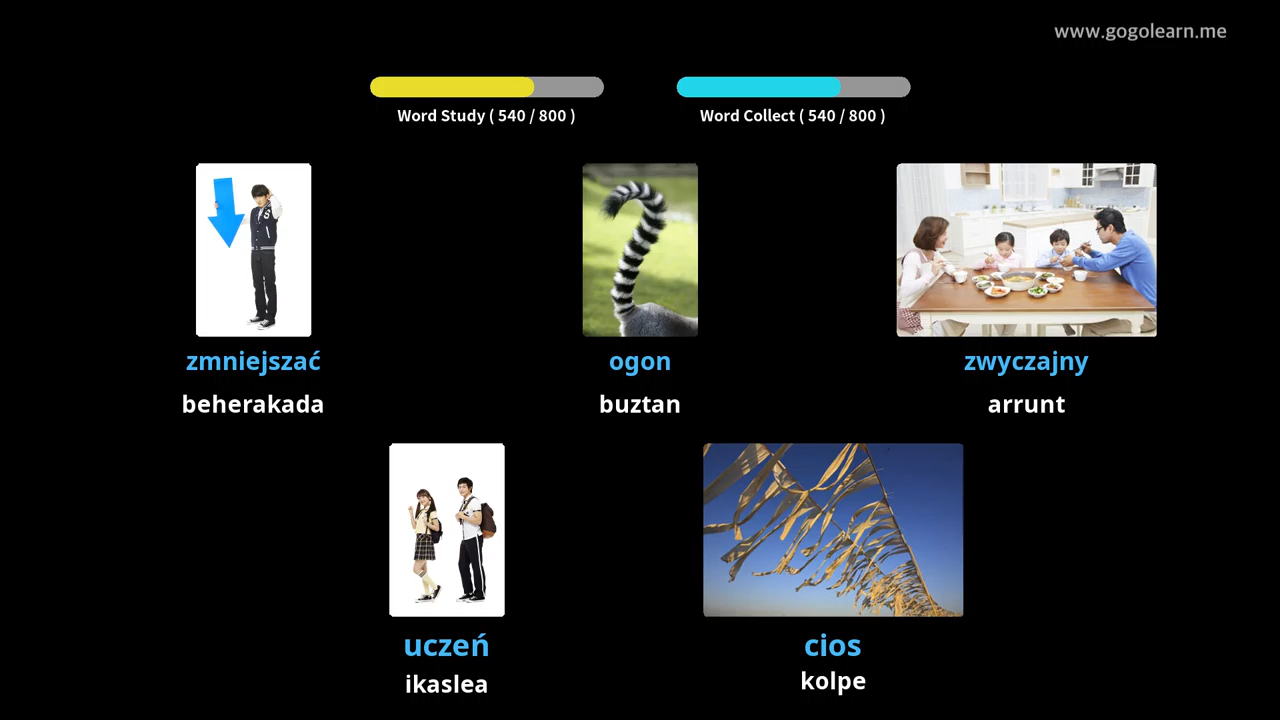 www.gogolearn.me
Word Study ( 540 / 800 )
Word Collect ( 540 / 800 )
zmniejszać
beherakada
ogon
buztan
zwyczajny
arrunt
uczeń
ikaslea
cios
kolpe